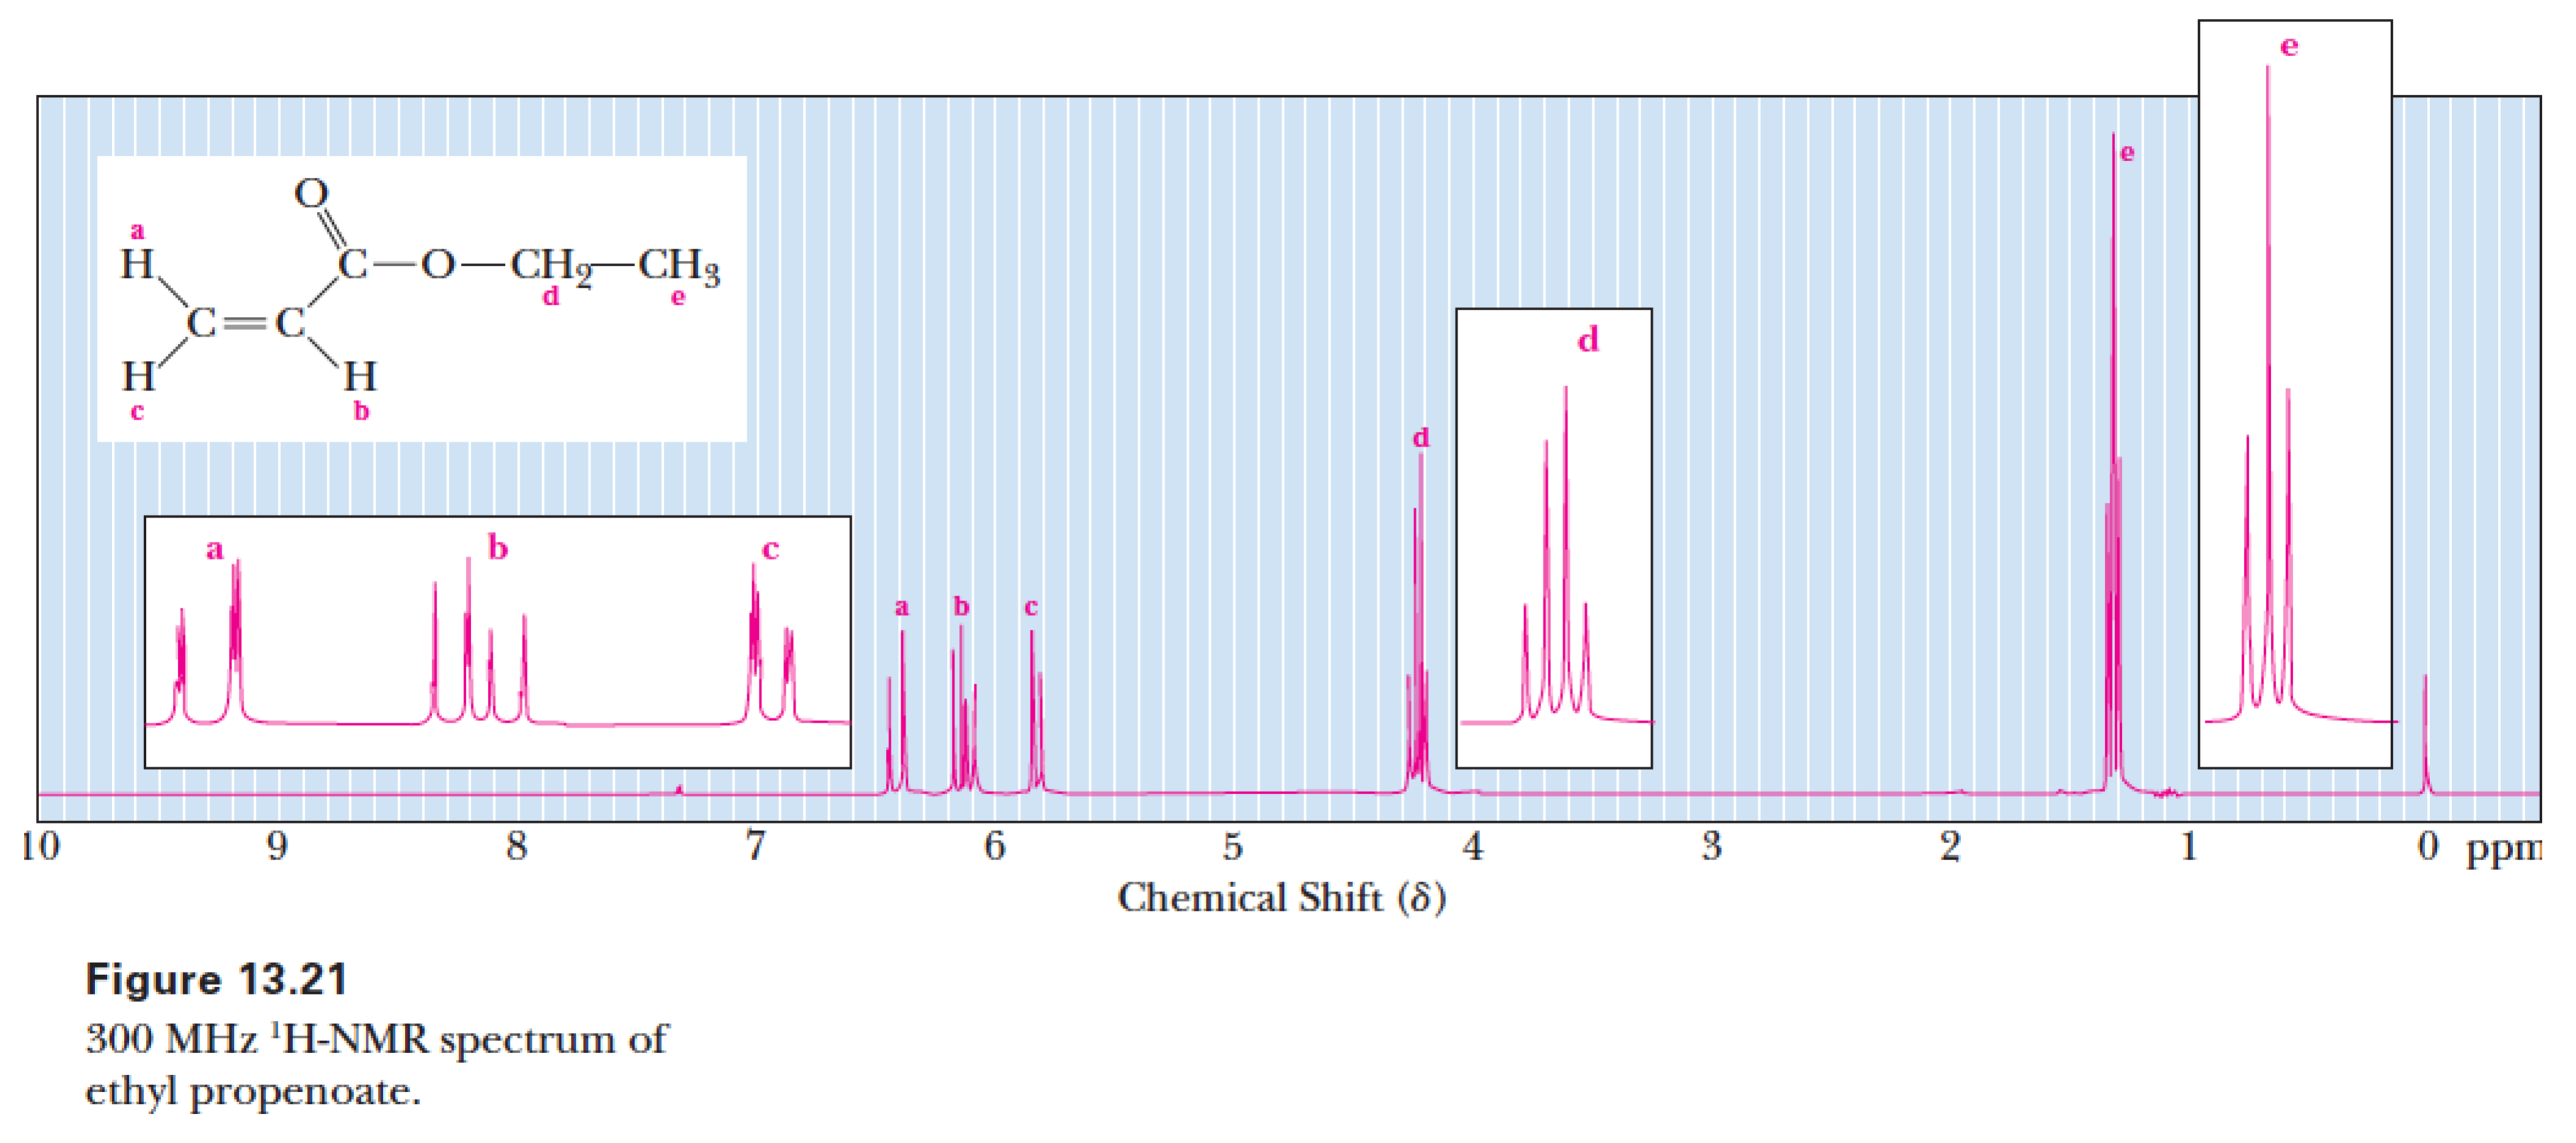 e
e
O
a
H C—O—CH2—CH3
d e
C=C
H H
c b
d
d
a b c
a b c
10 9 8 7 6 5 4 3 2 1 0 ppm
Chemical Shift (δ)
Figure 13.21
300 MHz ¹H-NMR spectrum of
ethyl propenoate.